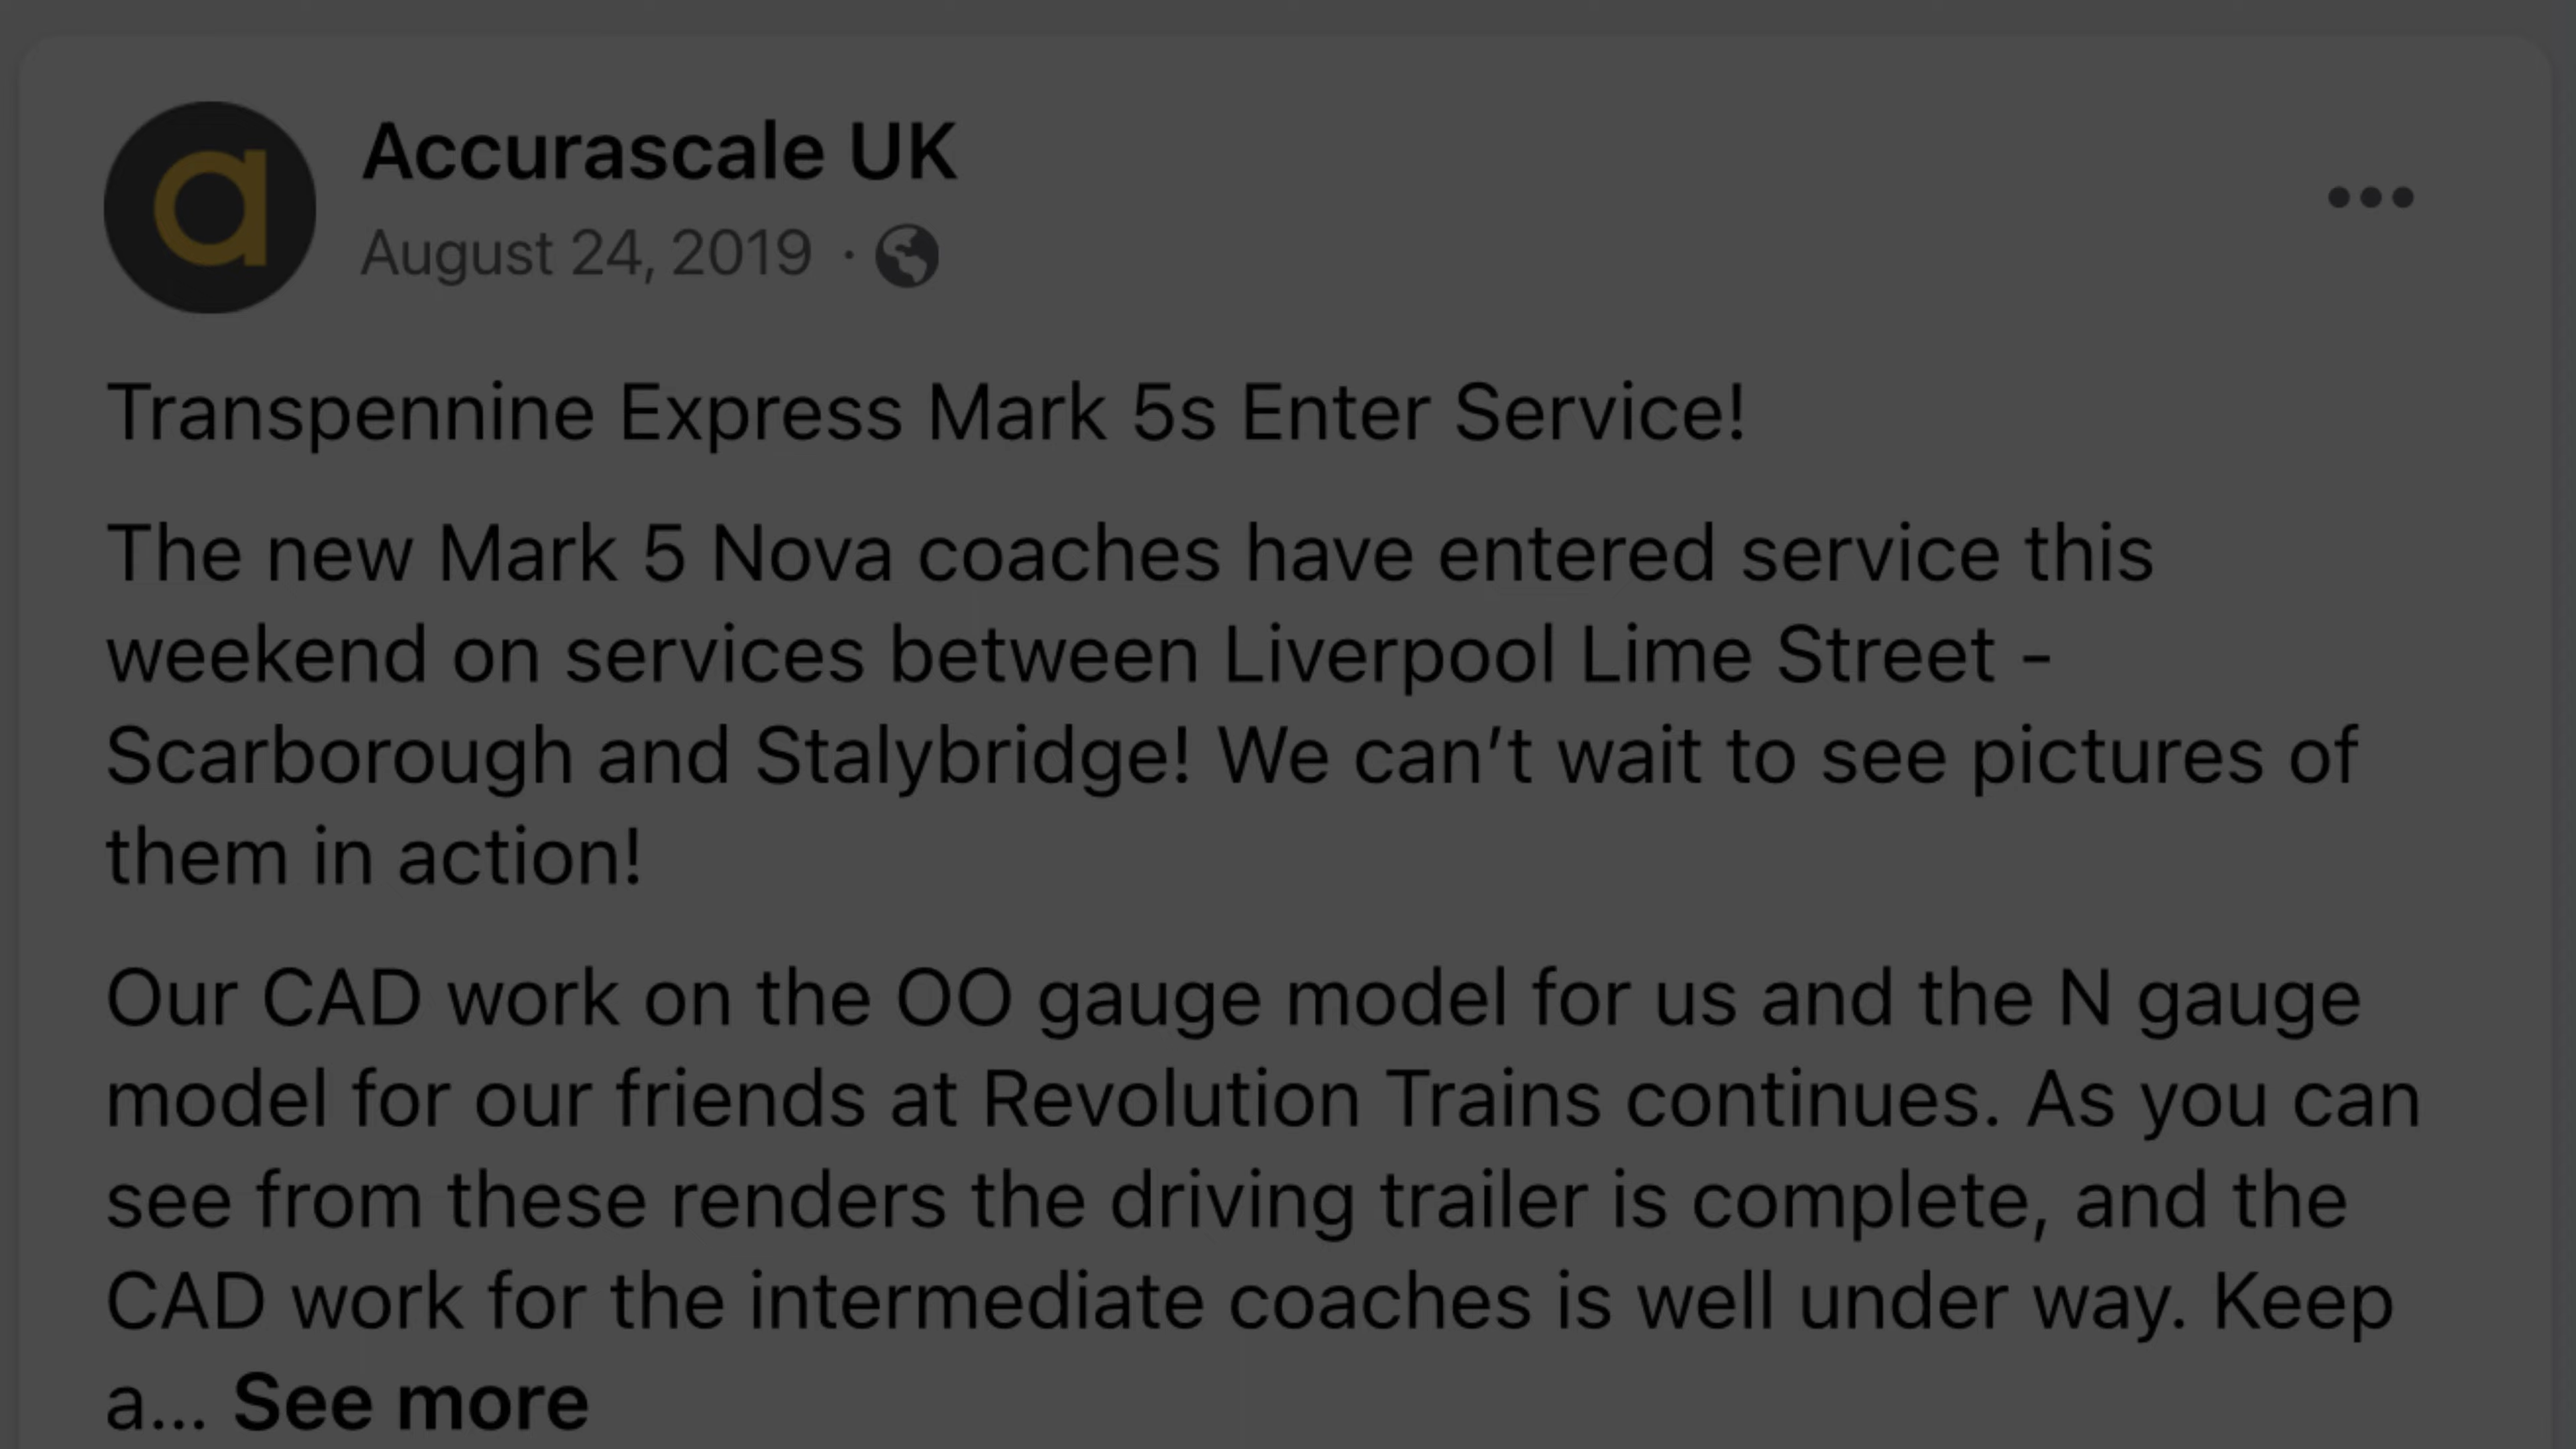 Accurascale UK
August 24, 2019 ·
Transpennine Express Mark 5s Enter Service!
The new Mark 5 Nova coaches have entered service this
weekend on services between Liverpool Lime Street -
Scarborough and Stalybridge! We can’t wait to see pictures of
them in action!
Our CAD work on the OO gauge model for us and the N gauge
model for our friends at Revolution Trains continues. As you can
see from these renders the driving trailer is complete, and the
CAD work for the intermediate coaches is well under way. Keep
a... See more